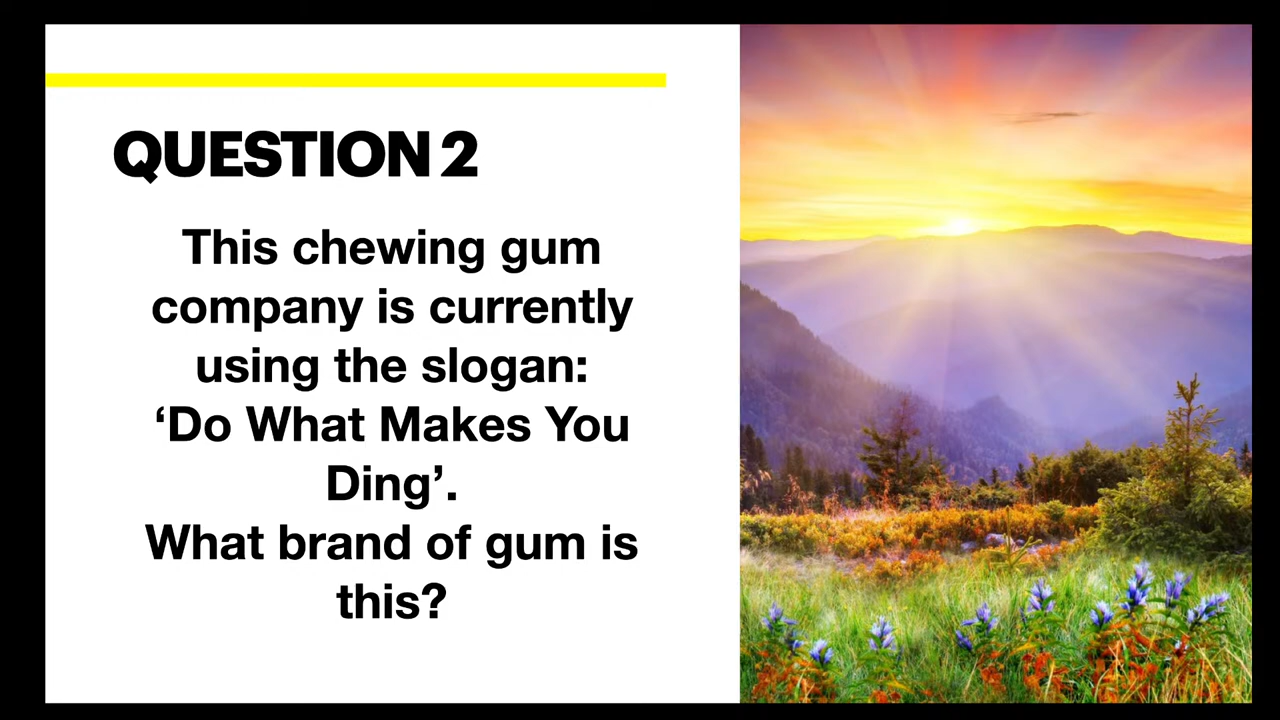 QUESTION 2
This chewing gum
company is currently
using the slogan:
‘Do What Makes You
Ding’.
What brand of gum is
this?